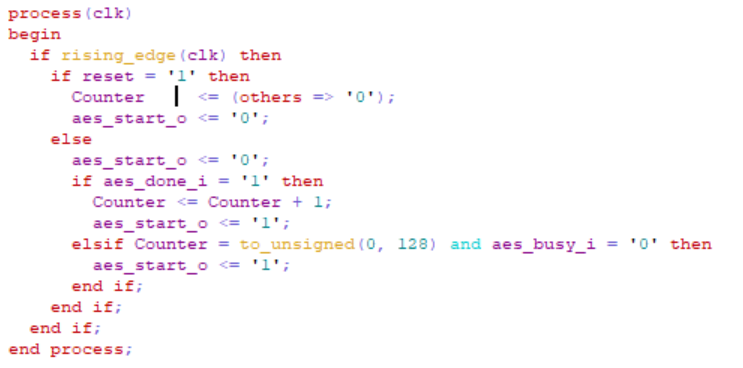 process(clk)
begin
  if rising_edge(clk) then
    if reset = '1' then
      Counter     <= (others => '0');
      aes_start_o <= '0';
    else
      aes_start_o <= '0';
      if aes_done_i = '1' then
        Counter <= Counter + 1;
        aes_start_o <= '1';
      elsif Counter = to_unsigned(0, 128) and aes_busy_i = '0' then
        aes_start_o <= '1';
      end if;
    end if;
  end if;
end process;